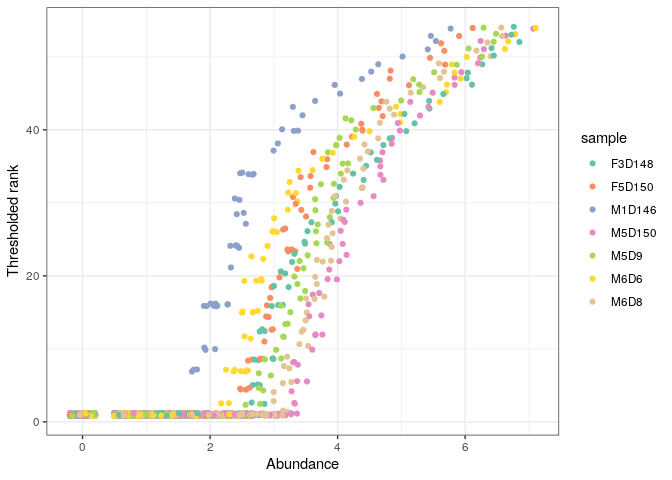 40
20
0
Thresholded rank
0 2 4 6
Abundance
sample
F3D148
F5D150
M1D146
M5D150
M5D9
M6D6
M6D8